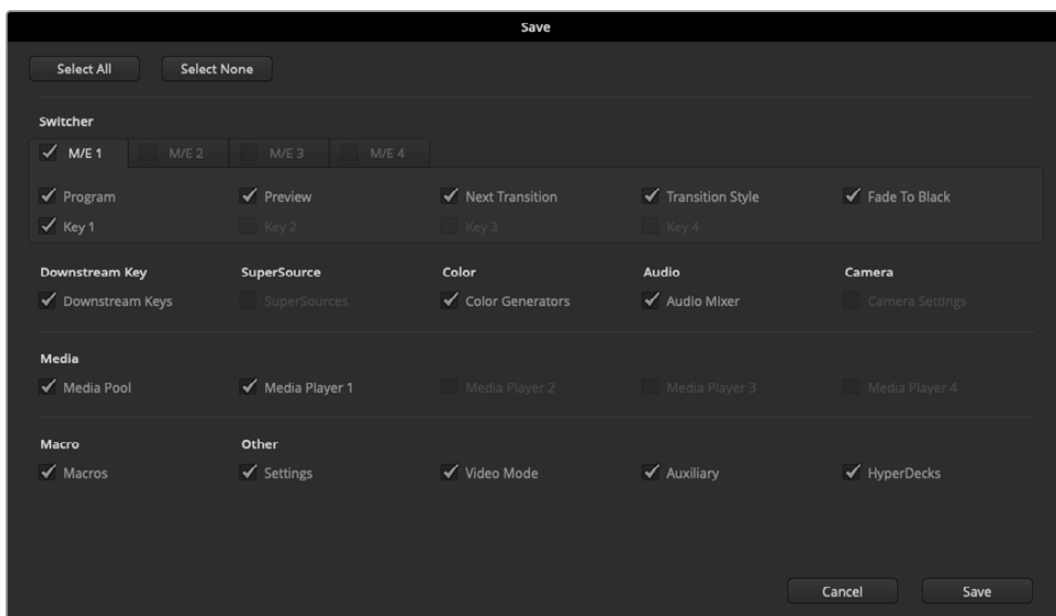 Save
Select All Select None
Switcher
M/E 1 M/E 2 M/E 3 M/E 4
Program Preview Next Transition Transition Style Fade To Black
Key 1 Key 2 Key 3 Key 4
Downstream Key SuperSource Color Audio Camera
Downstream Keys SuperSources Color Generators Audio Mixer Camera Settings
Media
Media Pool Media Player 1 Media Player 2 Media Player 3 Media Player 4
Macro Other
Macros Settings Video Mode Auxiliary HyperDecks
Cancel Save